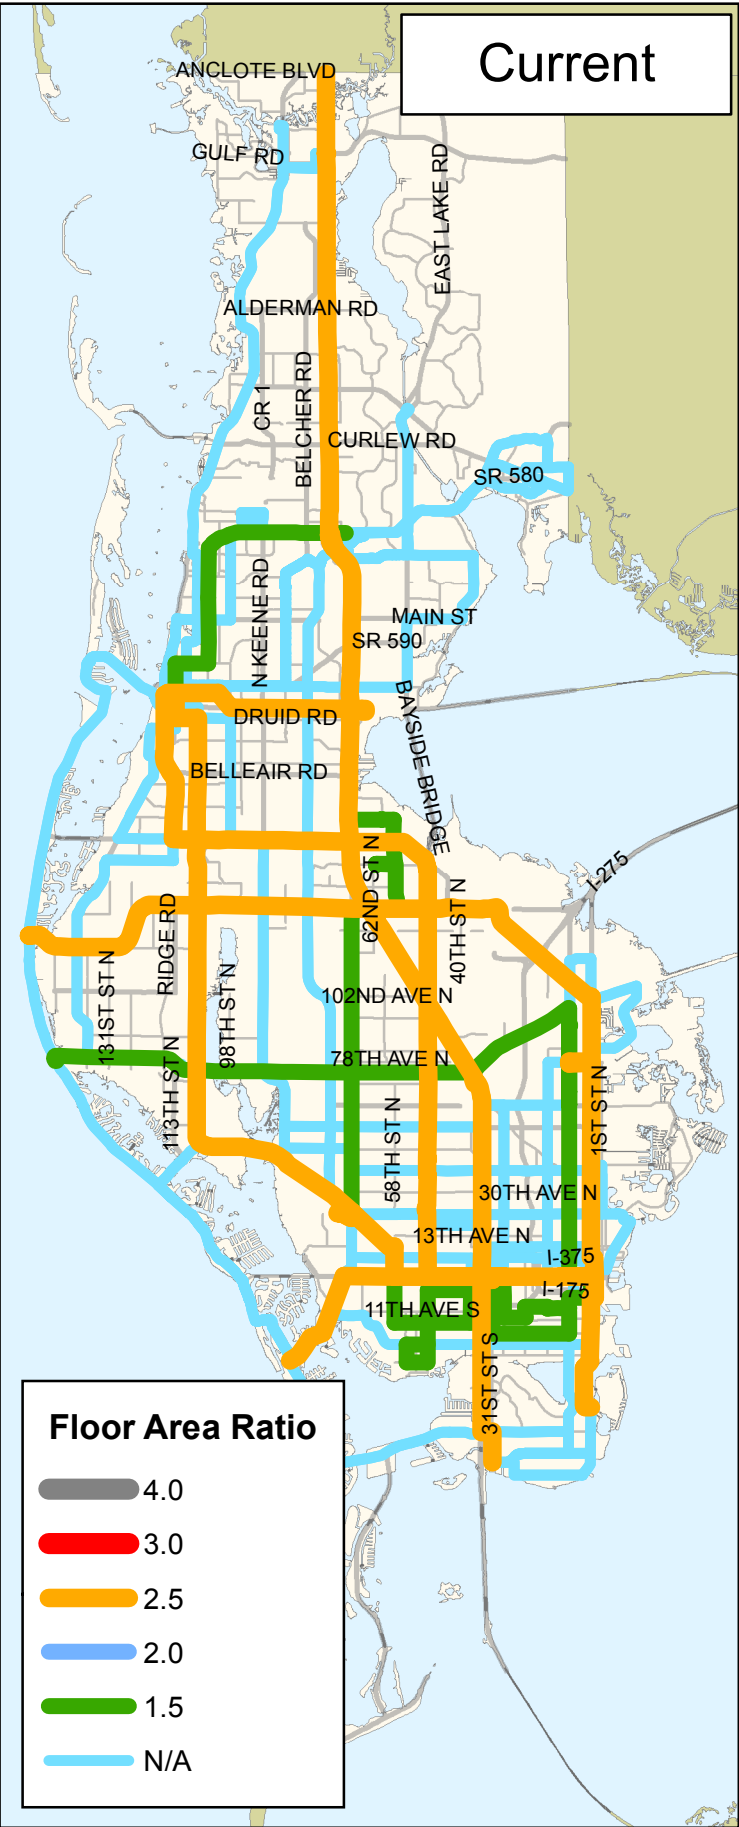 Current
ANCLOTE BLVD
GULF RD
EAST LAKE RD
ALDERMAN RD
CR 1
BELCHER RD
CURLEW RD
SR 580
N KEENE RD
MAIN ST
SR 590
BAYSIDE BRIDGE
DRUID RD
BELLEAIR RD
I-275
62ND ST N
40TH ST N
RIDGE RD
131ST ST N
98TH ST N
102ND AVE N
78TH AVE N
113TH ST N
58TH ST N
1ST ST N
30TH AVE N
13TH AVE N
I-375
I-175
11TH AVE S
31ST ST S
Floor Area Ratio
4.0
3.0
2.5
2.0
1.5
N/A